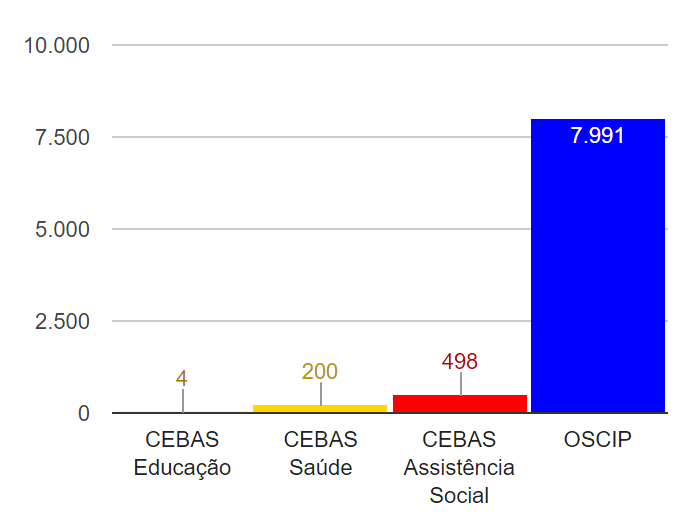 10.000
7.500
5.000
2.500
0
4
200
498
7.991
CEBAS
Educação
CEBAS
Saúde
CEBAS
Assistência
Social
OSCIP